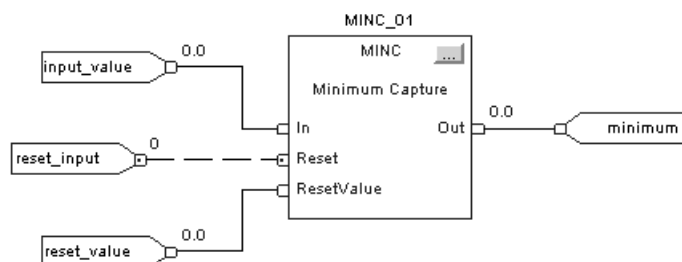 MINC_01
0.0
MINC ...
input_value
Minimum Capture
0.0
In Out
minimum
0
reset_input
Reset
ResetValue
0.0
reset_value